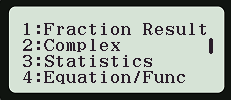 1:Fraction Result
2:Complex
3:Statistics
4:Equation/Func